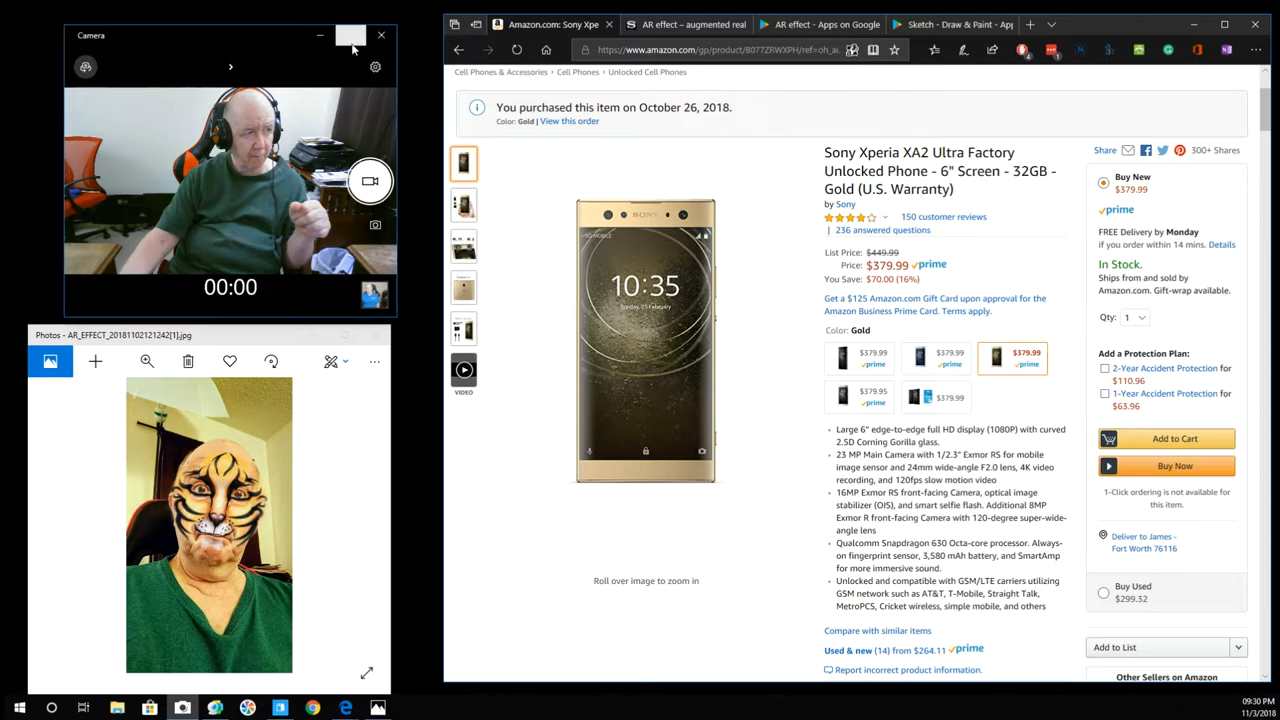 Camera
00:00
Photos - AR_EFFECT_20181102121242[1].jpg
Amazon.com: Sony Xpe
AR effect – augmented real
AR effect - Apps on Google
Sketch - Draw & Paint - Ap
https://www.amazon.com/gp/product/B077ZRWXPH/ref=oh_au
Cell Phones & Accessories › Cell Phones › Unlocked Cell Phones
You purchased this item on October 26, 2018.
Color: Gold | View this order
VIDEO
SONY
10:35
Sunday, 25 February
Roll over image to zoom in
Sony Xperia XA2 Ultra Factory
Unlocked Phone - 6" Screen - 32GB -
Gold (U.S. Warranty)
by Sony
150 customer reviews
| 236 answered questions
List Price: $449.99
Price: $379.99 prime
You Save: $70.00 (16%)
Get a $125 Amazon.com Gift Card upon approval for the
Amazon Business Prime Card. Terms apply.
Color: Gold
$379.99 prime
$379.99 prime
$379.99 prime
$379.95 prime
$379.99
• Large 6" edge-to-edge full HD display (1080P) with curved
2.5D Corning Gorilla glass.
• 23 MP Main Camera with 1/2.3" Exmor RS for mobile
image sensor and 24mm wide-angle F2.0 lens, 4K video
recording, and 120fps slow motion video
• 16MP Exmor RS front-facing Camera, optical image
stabilizer (OIS), and smart selfie flash. Additional 8MP
Exmor R front-facing Camera with 120-degree super-wide-
angle lens
• Qualcomm Snapdragon 630 Octa-core processor. Always-
on fingerprint sensor, 3,580 mAh battery, and SmartAmp
for more immersive sound.
• Unlocked and compatible with GSM/LTE carriers utilizing
GSM network such as AT&T, T-Mobile, Straight Talk,
MetroPCS, Cricket wireless, simple mobile, and others
Compare with similar items
Used & new (14) from $264.11 prime
Report incorrect product information.
Share
300+ Shares
Buy New
$379.99
prime
FREE Delivery by Monday
if you order within 14 mins. Details
In Stock.
Ships from and sold by
Amazon.com. Gift-wrap available.
Qty: 1
Add a Protection Plan:
2-Year Accident Protection for
$110.96
1-Year Accident Protection for
$63.96
Add to Cart
Buy Now
1-Click ordering is not available for
this item.
Deliver to James -
Fort Worth 76116
Buy Used
$299.32
Add to List
Other Sellers on Amazon
09:30 PM
11/3/2018